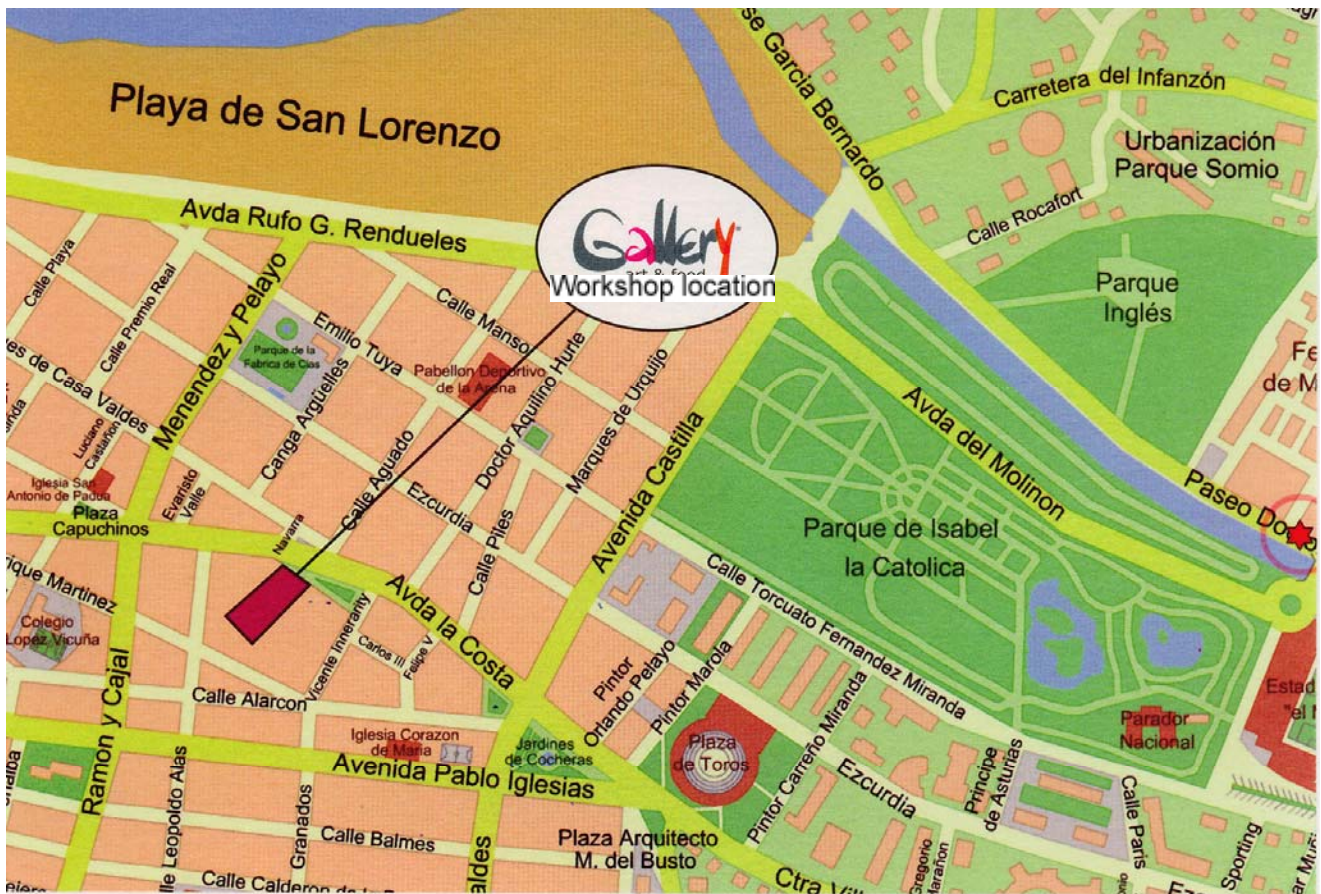 Playa de San Lorenzo
Carretera del Infanzón
Urbanización
Parque Somio
Calle Rocafort
Parque
Inglés
Avda Rufo G. Rendueles
Gallery
art & food
Workshop location
Calle Playa
Calle Premio Real
Menendez y Pelayo
Parque de la
Fabrica de Gas
Emilio Tuya
Calle Manso
Pabellon Deportivo
de la Arena
Doctor Aquilino Hurle
Marques de Urquijo
Canga Argüelles
Calle Aguado
Ezcurdia
Calle Piles
Avenida Castilla
Avda del Molinon
Paseo
Parque de Isabel
la Catolica
Luciano
Castañon
Iglesia San
Antonio de Padua
Plaza
Capuchinos
Evaristo
Valle
Navarra
Avda la Costa
Colegio
Lopez Vicuña
Ramon y Cajal
Vicente Innerarity
Carlos III
Felipe V
Calle Alarcon
Calle Torcuato Fernandez Miranda
Pintor
Orlando Pelayo
Pintor Marola
Plaza
de Toros
Pintor Carreño Miranda
Ezcurdia
Principe
de Asturias
Parador
Nacional
Calle Paris
Iglesia Corazon
de Maria
Jardines
de Cocheras
Avenida Pablo Iglesias
Leopoldo Alas
Granados
Calle Balmes
Plaza Arquitecto
M. del Busto
Gregorio
Marañon
Sporting